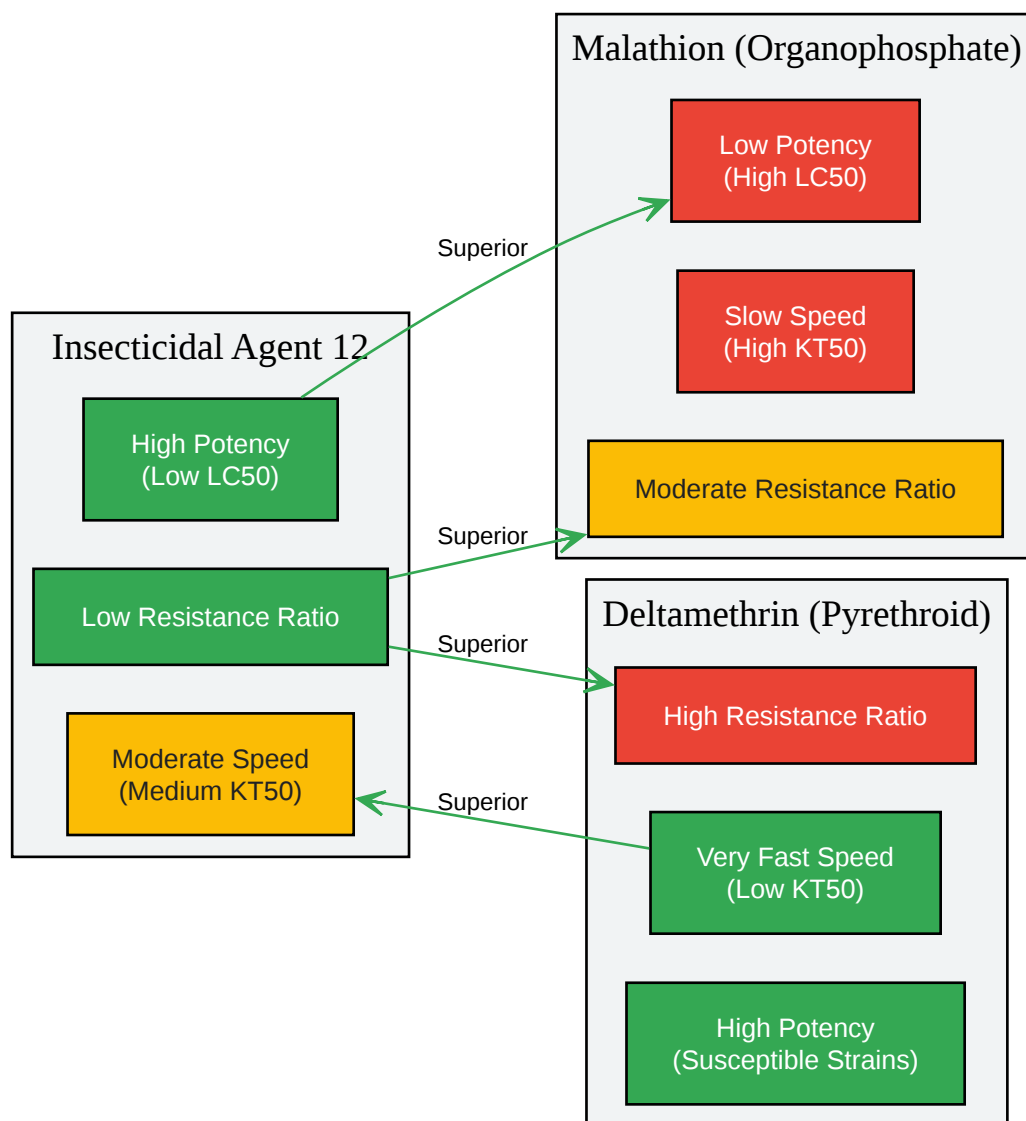 Malathion (Organophosphate)
Low Potency
(High LC50)
Superior
Slow Speed
(High KT50)
Insecticidal Agent 12
High Potency
(Low LC50)
Moderate Resistance Ratio
Superior
Low Resistance Ratio
Superior
Deltamethrin (Pyrethroid)
High Resistance Ratio
Moderate Speed
(Medium KT50)
Superior
Very Fast Speed
(Low KT50)
High Potency
(Susceptible Strains)